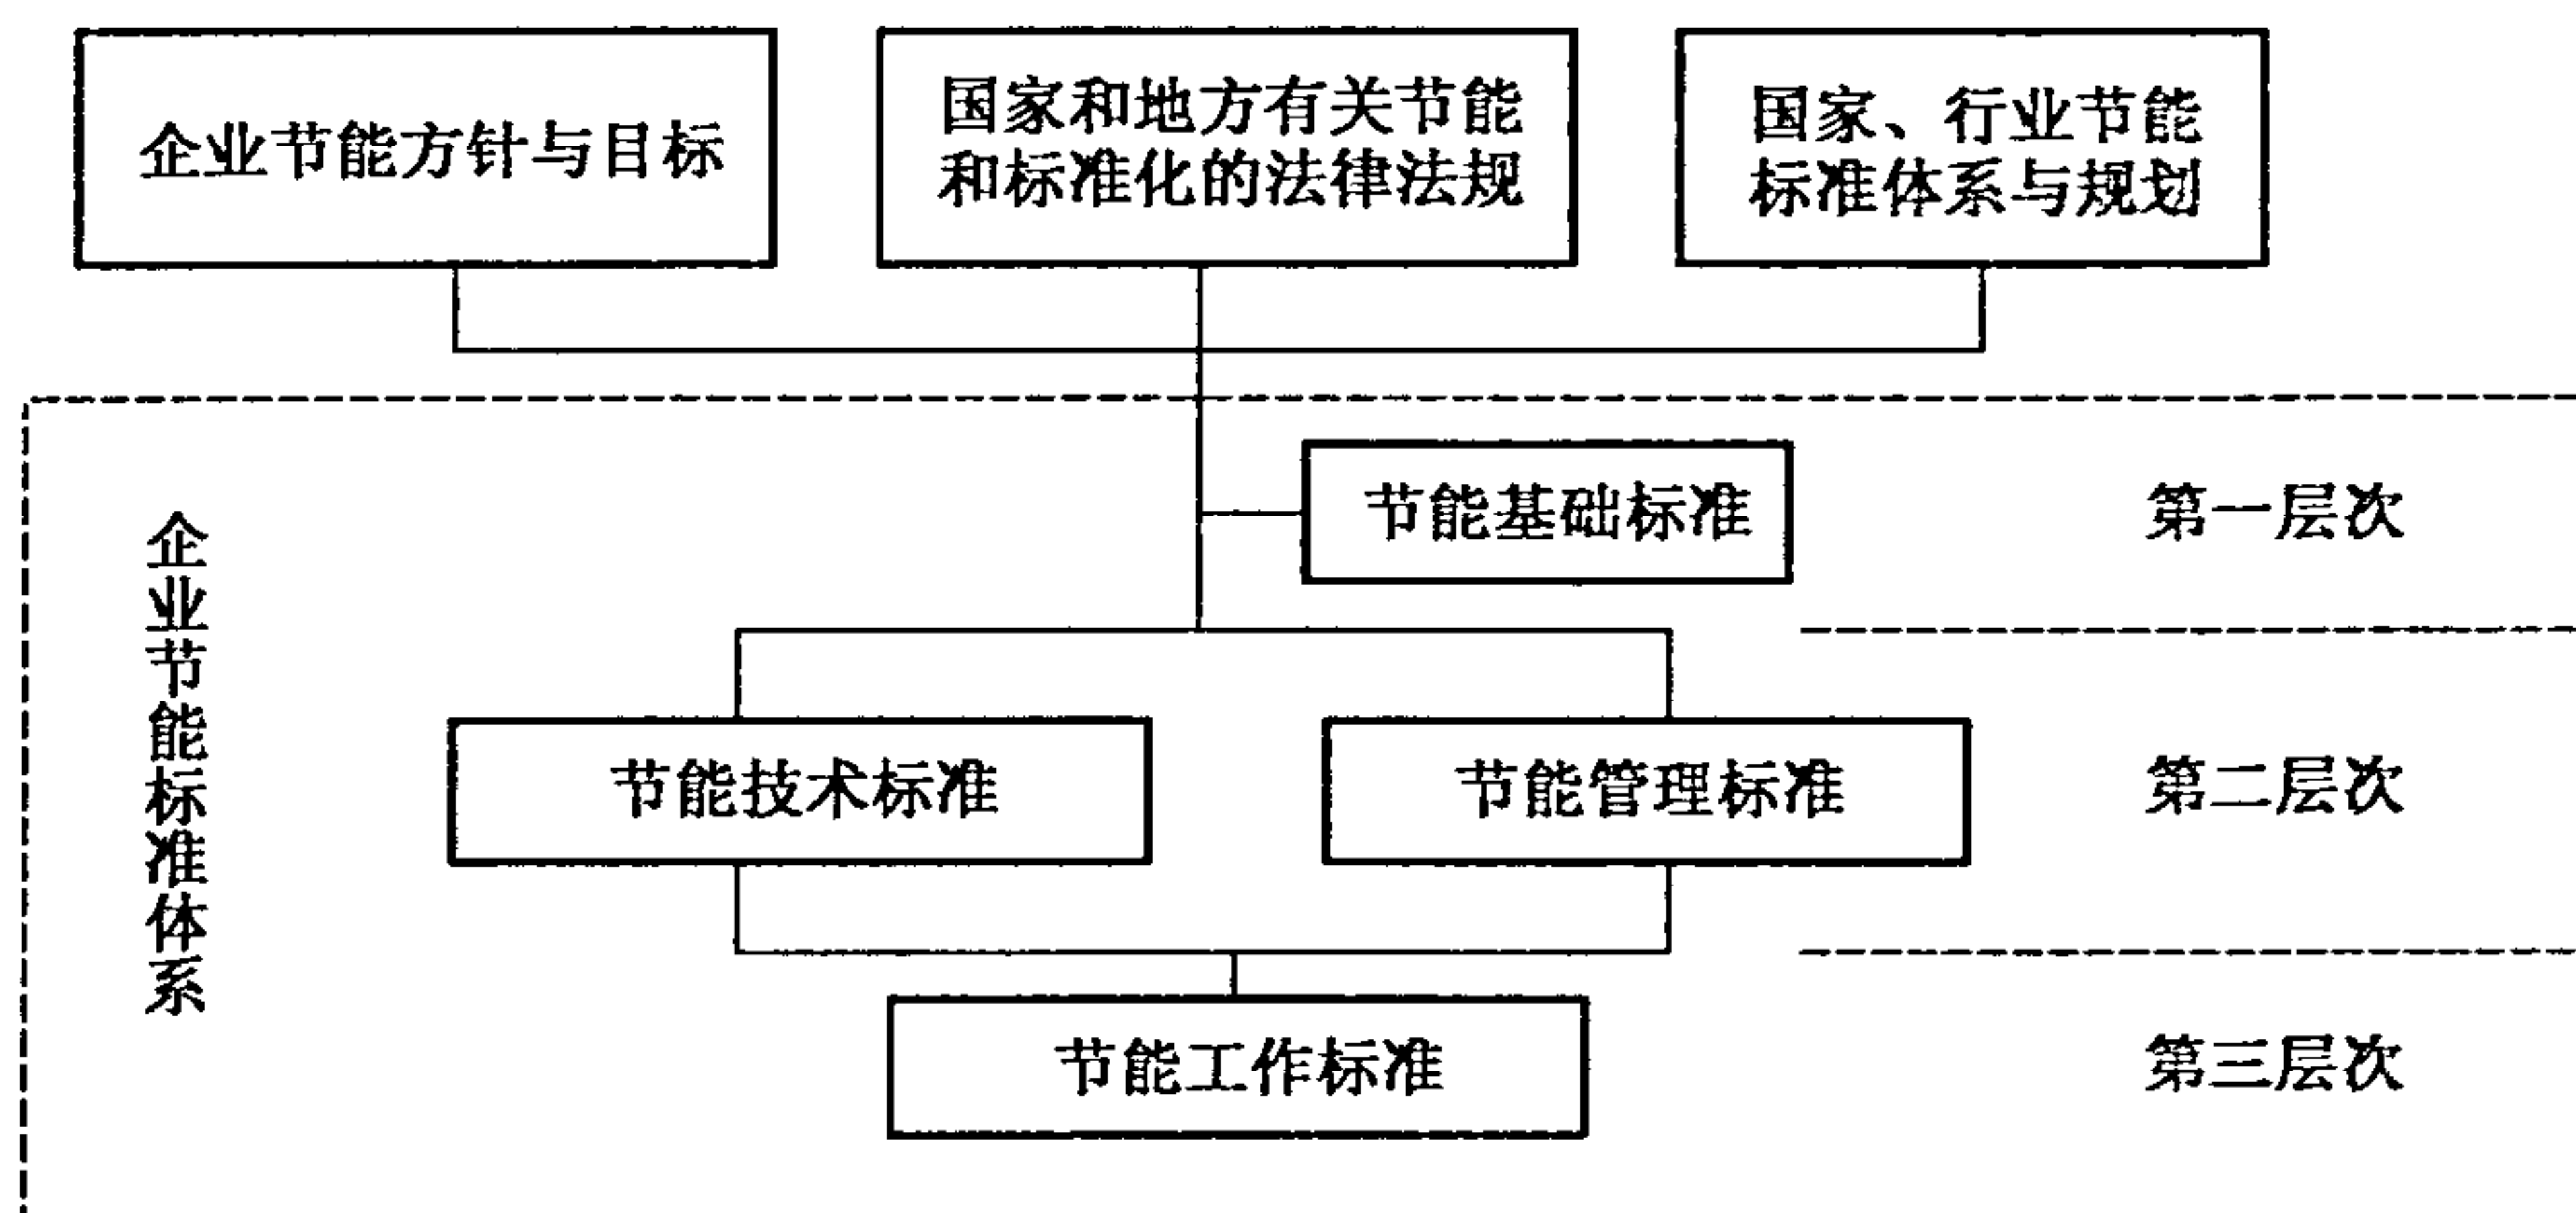 企业节能方针与目标
国家和地方有关节能
和标准化的法律法规
国家、行业节能
标准体系与规划
企业节能标准体系
节能基础标准
第一层次
节能技术标准
节能管理标准
第二层次
节能工作标准
第三层次